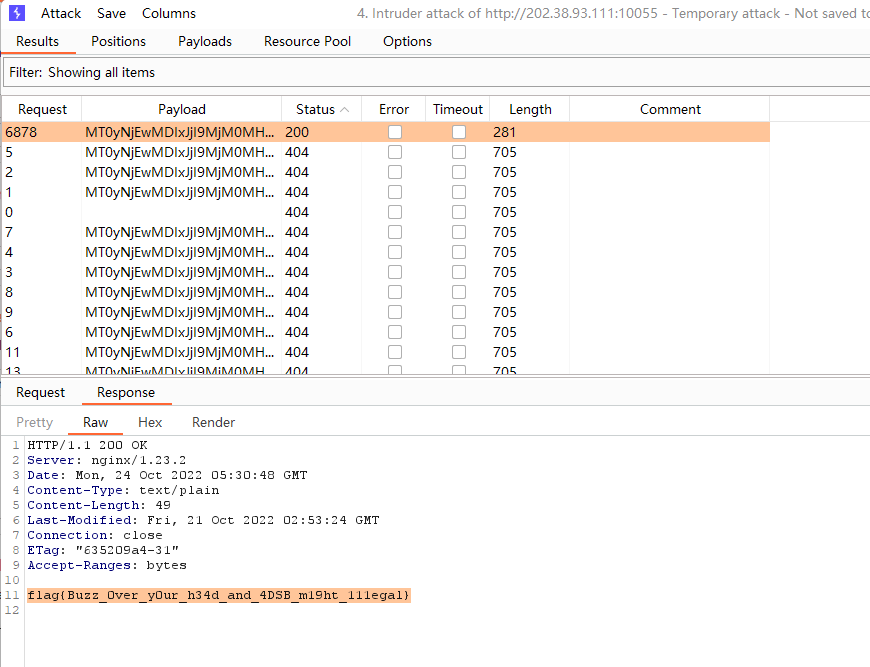 Attack Save Columns 4. Intruder attack of http://202.38.93.111:10055 - Temporary attack - Not saved to
Results Positions Payloads Resource Pool Options
Filter: Showing all items
Request Payload Status Error Timeout Length Comment
6878 MT0yNjEwMDIxJjI9MjM0MH... 200 281
5 MT0yNjEwMDIxJjI9MjM0MH... 404 705
2 MT0yNjEwMDIxJjI9MjM0MH... 404 705
1 MT0yNjEwMDIxJjI9MjM0MH... 404 705
0 404 705
7 MT0yNjEwMDIxJjI9MjM0MH... 404 705
4 MT0yNjEwMDIxJjI9MjM0MH... 404 705
3 MT0yNjEwMDIxJjI9MjM0MH... 404 705
8 MT0yNjEwMDIxJjI9MjM0MH... 404 705
9 MT0yNjEwMDIxJjI9MjM0MH... 404 705
6 MT0yNjEwMDIxJjI9MjM0MH... 404 705
11 MT0yNjEwMDIxJjI9MjM0MH... 404 705
13 MT0yNjEwMDIxJjI9MjM0MH... 404 705
Request Response
Pretty Raw Hex Render
1 HTTP/1.1 200 OK
2 Server: nginx/1.23.2
3 Date: Mon, 24 Oct 2022 05:30:48 GMT
4 Content-Type: text/plain
5 Content-Length: 49
6 Last-Modified: Fri, 21 Oct 2022 02:53:24 GMT
7 Connection: close
8 ETag: "635209a4-31"
9 Accept-Ranges: bytes
10
11 flag{Buzz_0ver_y0ur_h34d_and_4DSB_m19ht_111egal}
12